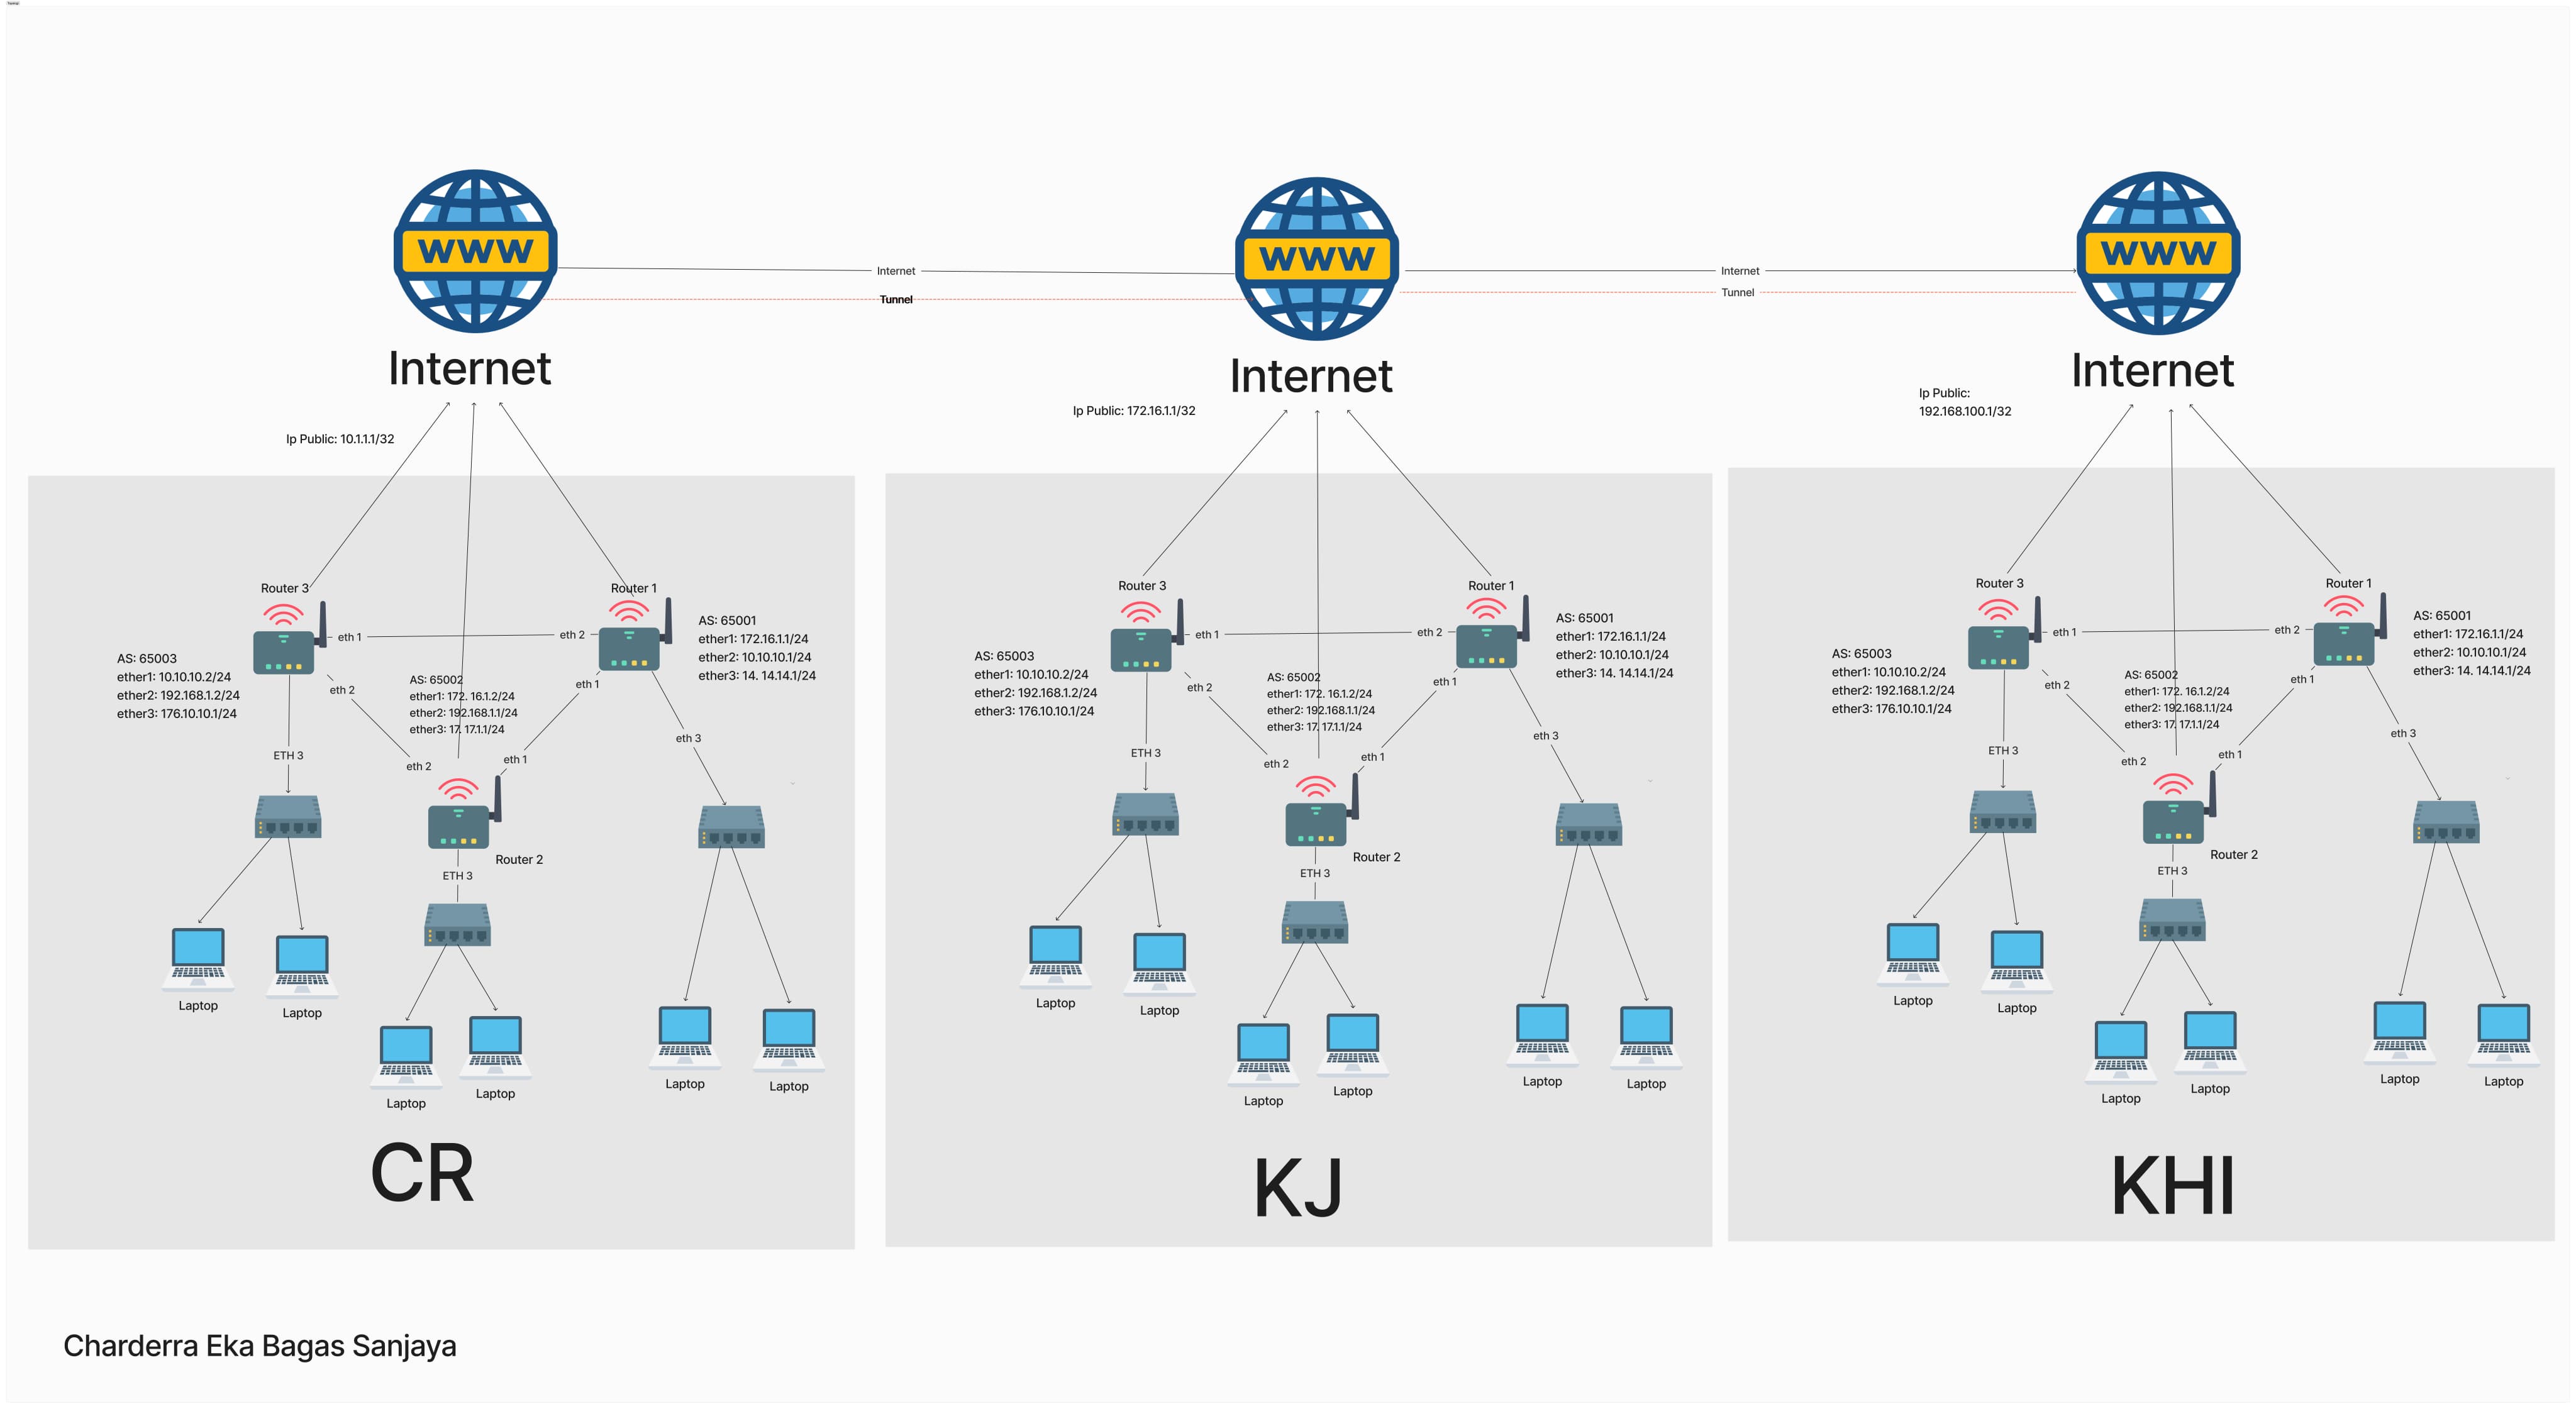 WWW
WWW
WWW
Internet
Internet
Tunnel
Tunnel
Internet
Internet
Internet
Ip Public: 10.1.1.1/32
Ip Public: 172.16.1.1/32
Ip Public:
192.168.100.1/32
Router 3
Router 1
eth 1
eth 2
AS: 65001
ether1: 172.16.1.1/24
ether2: 10.10.10.1/24
ether3: 14. 14.14.1/24
AS: 65003
ether1: 10.10.10.2/24
ether2: 192.168.1.2/24
ether3: 176.10.10.1/24
AS: 65002
ether1: 172. 16.1.2/24
ether2: 192.168.1.1/24
ether3: 17. 17.1.1/24
eth 2
eth 1
eth 3
ETH 3
eth 2
eth 1
Router 2
ETH 3
Laptop
Laptop
Laptop
Laptop
Laptop
Laptop
CR
Router 3
Router 1
eth 1
eth 2
AS: 65001
ether1: 172.16.1.1/24
ether2: 10.10.10.1/24
ether3: 14. 14.14.1/24
AS: 65003
ether1: 10.10.10.2/24
ether2: 192.168.1.2/24
ether3: 176.10.10.1/24
AS: 65002
ether1: 172. 16.1.2/24
ether2: 192.168.1.1/24
ether3: 17. 17.1.1/24
eth 2
eth 1
eth 3
ETH 3
eth 2
eth 1
Router 2
ETH 3
Laptop
Laptop
Laptop
Laptop
Laptop
Laptop
KJ
Router 3
Router 1
eth 1
eth 2
AS: 65001
ether1: 172.16.1.1/24
ether2: 10.10.10.1/24
ether3: 14. 14.14.1/24
AS: 65003
ether1: 10.10.10.2/24
ether2: 192.168.1.2/24
ether3: 176.10.10.1/24
AS: 65002
ether1: 172. 16.1.2/24
ether2: 192.168.1.1/24
ether3: 17. 17.1.1/24
eth 2
eth 1
eth 3
ETH 3
eth 2
eth 1
Router 2
ETH 3
Laptop
Laptop
Laptop
Laptop
Laptop
Laptop
KHI
Charderra Eka Bagas Sanjaya